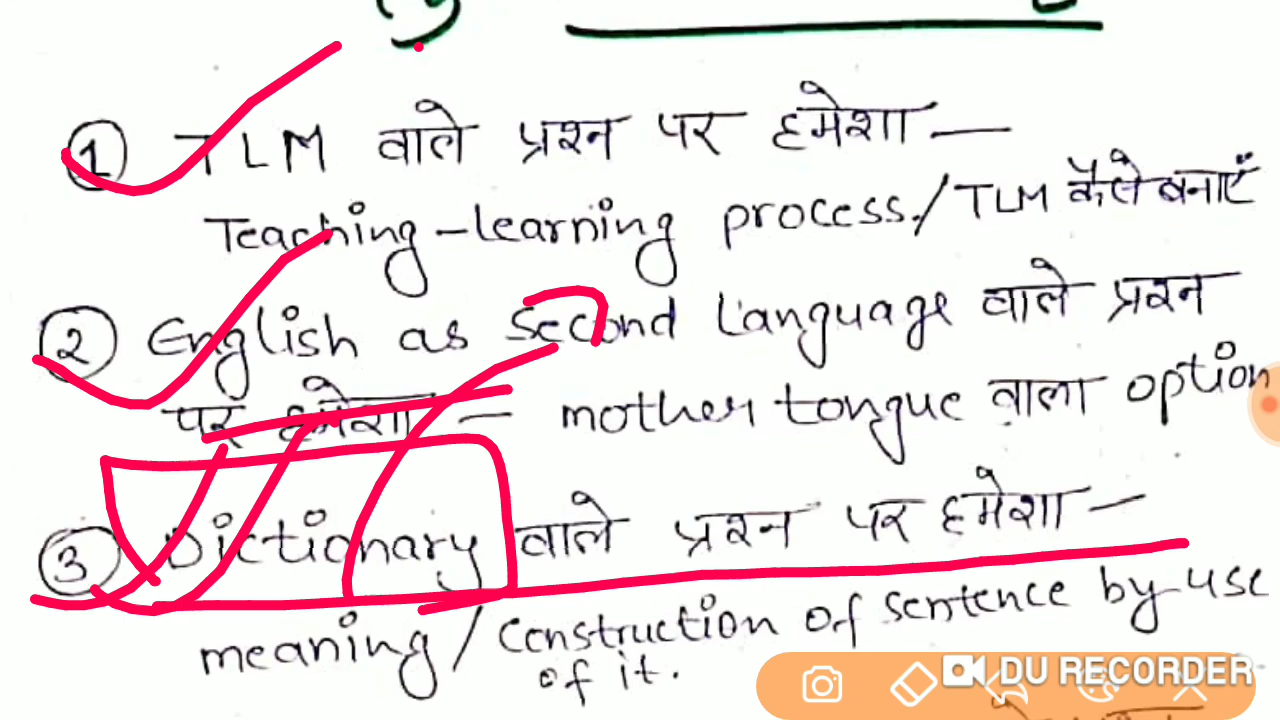 ① TLM वाले प्रश्न पर हमेशा —
Teaching-learning process./TLM कैसे बनाएँ
② English as Second Language वाले प्रश्न
पर हमेशा — mother tongue वाला option
③ Dictionary वाले प्रश्न पर हमेशा —
meaning / Construction of sentence by use
of it.
DU RECORDER